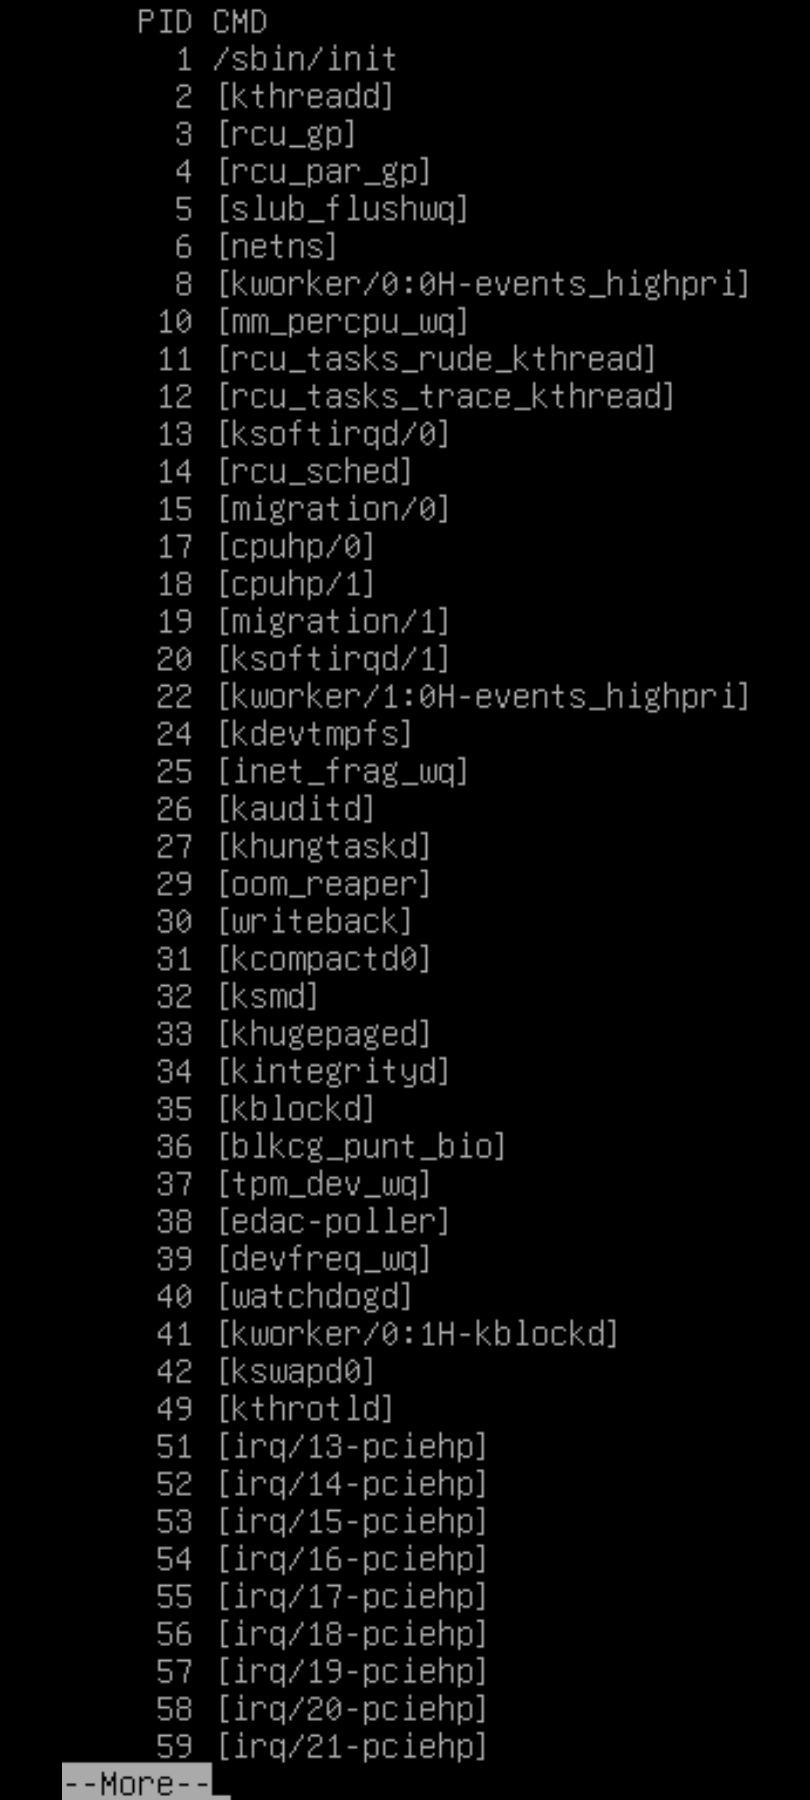 PID CMD
1 /sbin/init
2 [kthreadd]
3 [rcu_gp]
4 [rcu_par_gp]
5 [slub_flushwq]
6 [netns]
8 [kworker/0:0H-events_highpri]
10 [mm_percpu_wq]
11 [rcu_tasks_rude_kthread]
12 [rcu_tasks_trace_kthread]
13 [ksoftirqd/0]
14 [rcu_sched]
15 [migration/0]
17 [cpuhp/0]
18 [cpuhp/1]
19 [migration/1]
20 [ksoftirqd/1]
22 [kworker/1:0H-events_highpri]
24 [kdevtmpfs]
25 [inet_frag_wq]
26 [kauditd]
27 [khungtaskd]
29 [oom_reaper]
30 [writeback]
31 [kcompactd0]
32 [ksmd]
33 [khugepaged]
34 [kintegrityd]
35 [kblockd]
36 [blkcg_punt_bio]
37 [tpm_dev_wq]
38 [edac-poller]
39 [devfreq_wq]
40 [watchdogd]
41 [kworker/0:1H-kblockd]
42 [kswapd0]
49 [kthrotld]
51 [irq/13-pciehp]
52 [irq/14-pciehp]
53 [irq/15-pciehp]
54 [irq/16-pciehp]
55 [irq/17-pciehp]
56 [irq/18-pciehp]
57 [irq/19-pciehp]
58 [irq/20-pciehp]
59 [irq/21-pciehp]
--More--